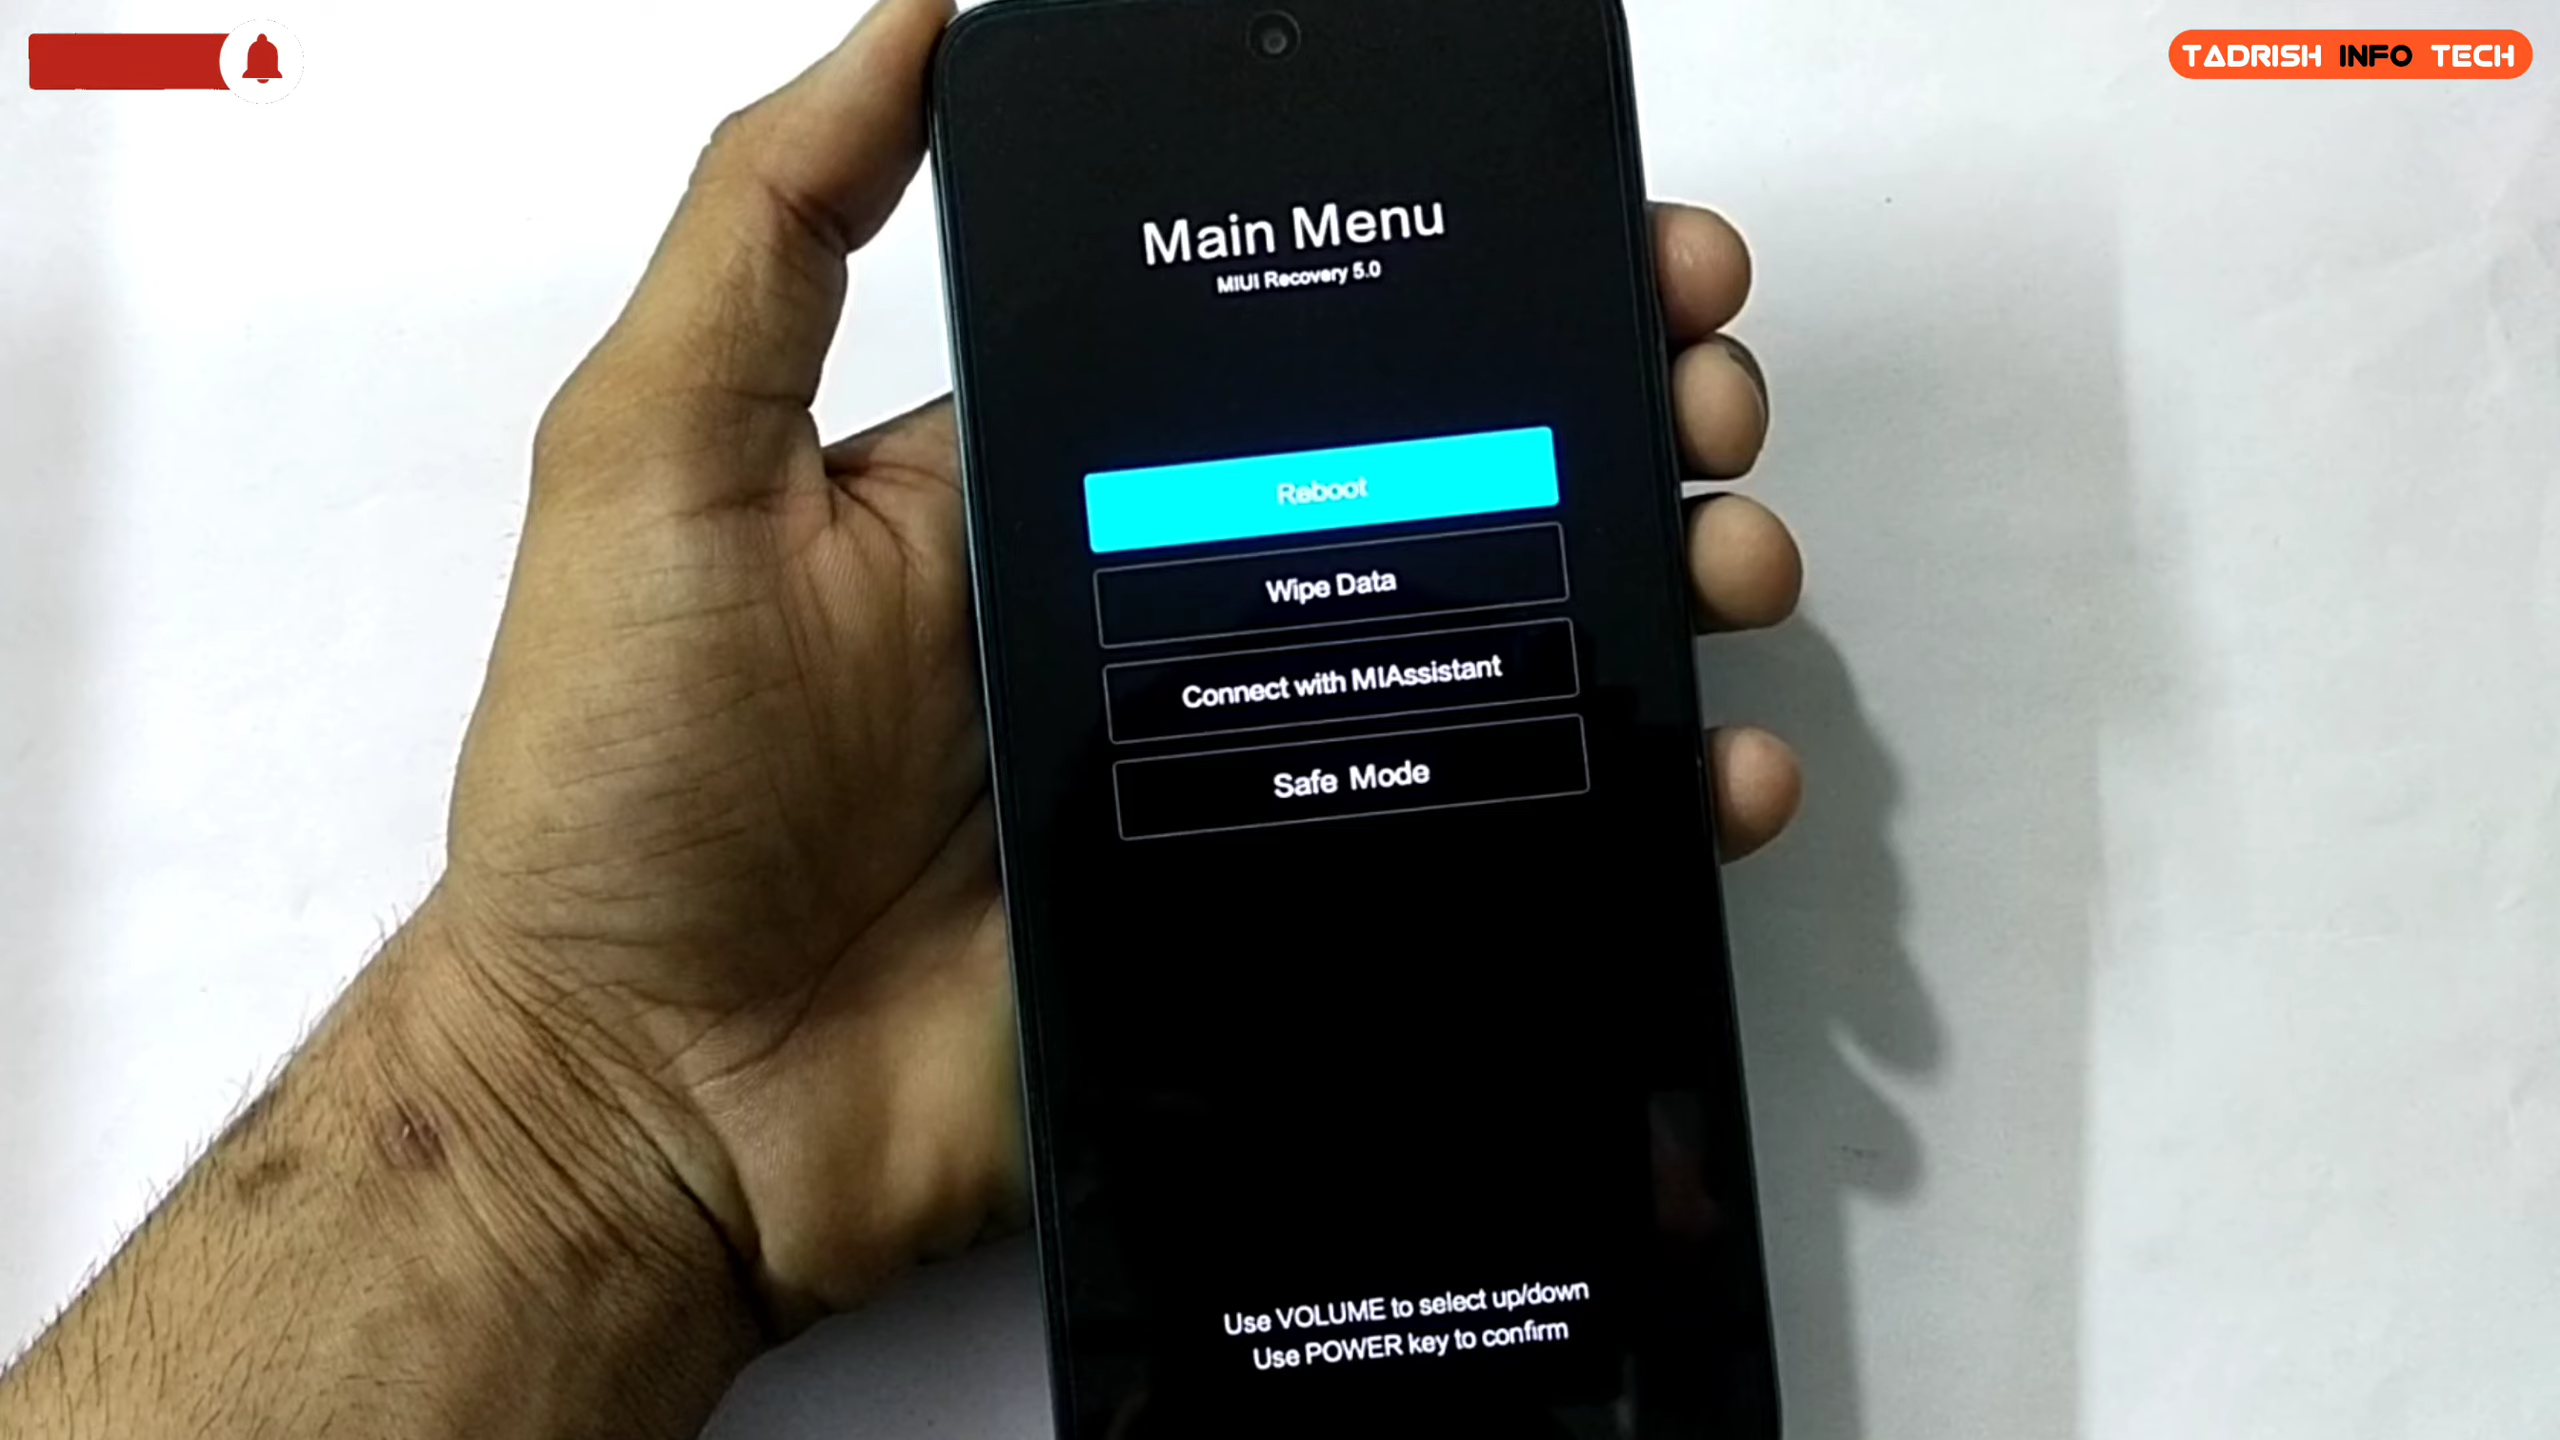 TADRISH INFO TECH
Main Menu
MIUI Recovery 5.0
Reboot
Wipe Data
Connect with MIAssistant
Safe Mode
Use VOLUME to select up/down
Use POWER key to confirm